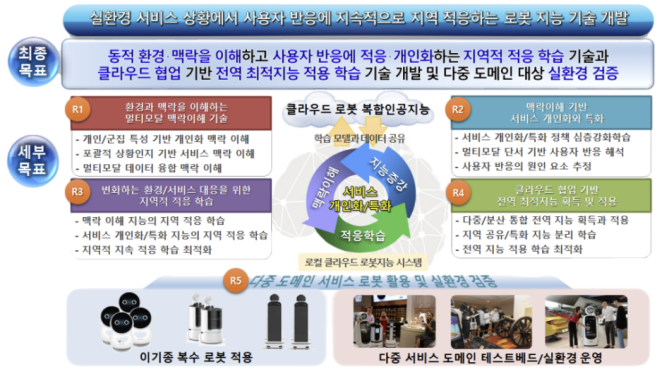 실환경 서비스 상황에서 사용자 반응에 지속적으로 지역 적응하는 로봇 지능 기술 개발
최종
목표
동적 환경·맥락을 이해하고 사용자 반응에 적응·개인화하는 지역적 적응 학습 기술과
클라우드 협업 기반 전역 최적지능 적용 학습 기술 개발 및 다중 도메인 대상 실환경 검증
세부
목표
R1
환경과 맥락을 이해하는
멀티모달 맥락이해 기술
- 개인/군집 특성 기반 개인화 맥락 이해
- 포괄적 상황인지 기반 서비스 맥락 이해
- 멀티모달 데이터 융합 맥락 이해
R3
변화하는 환경/서비스 대응을 위한
지역적 적응 학습
- 맥락 이해 지능의 지역 적응 학습
- 서비스 개인화/특화 지능의 지역 적응 학습
- 지역적 지속 적응 학습 최적화
클라우드 로봇 복합인공지능
학습 모델과 데이터 공유
맥락이해
지능증강
서비스
개인화/특화
적응학습
로컬 클라우드 로봇지능 시스템
R2
맥락이해 기반
서비스 개인화와 특화
- 서비스 개인화/특화 정책 심층강화학습
- 멀티모달 단서 기반 사용자 반응 해석
- 사용자 반응의 원인 요소 추정
R4
클라우드 협업 기반
전역 최적지능 획득 및 적용
- 다중/분산 통합 전역 지능 획득과 적용
- 지역 공유/특화 지능 분리 학습
- 전역 지능 적용 학습 최적화
R5
다중 도메인 서비스 로봇 활용 및 실환경 검증
이기종 복수 로봇 적용
다중 서비스 도메인 테스트베드/실환경 운영